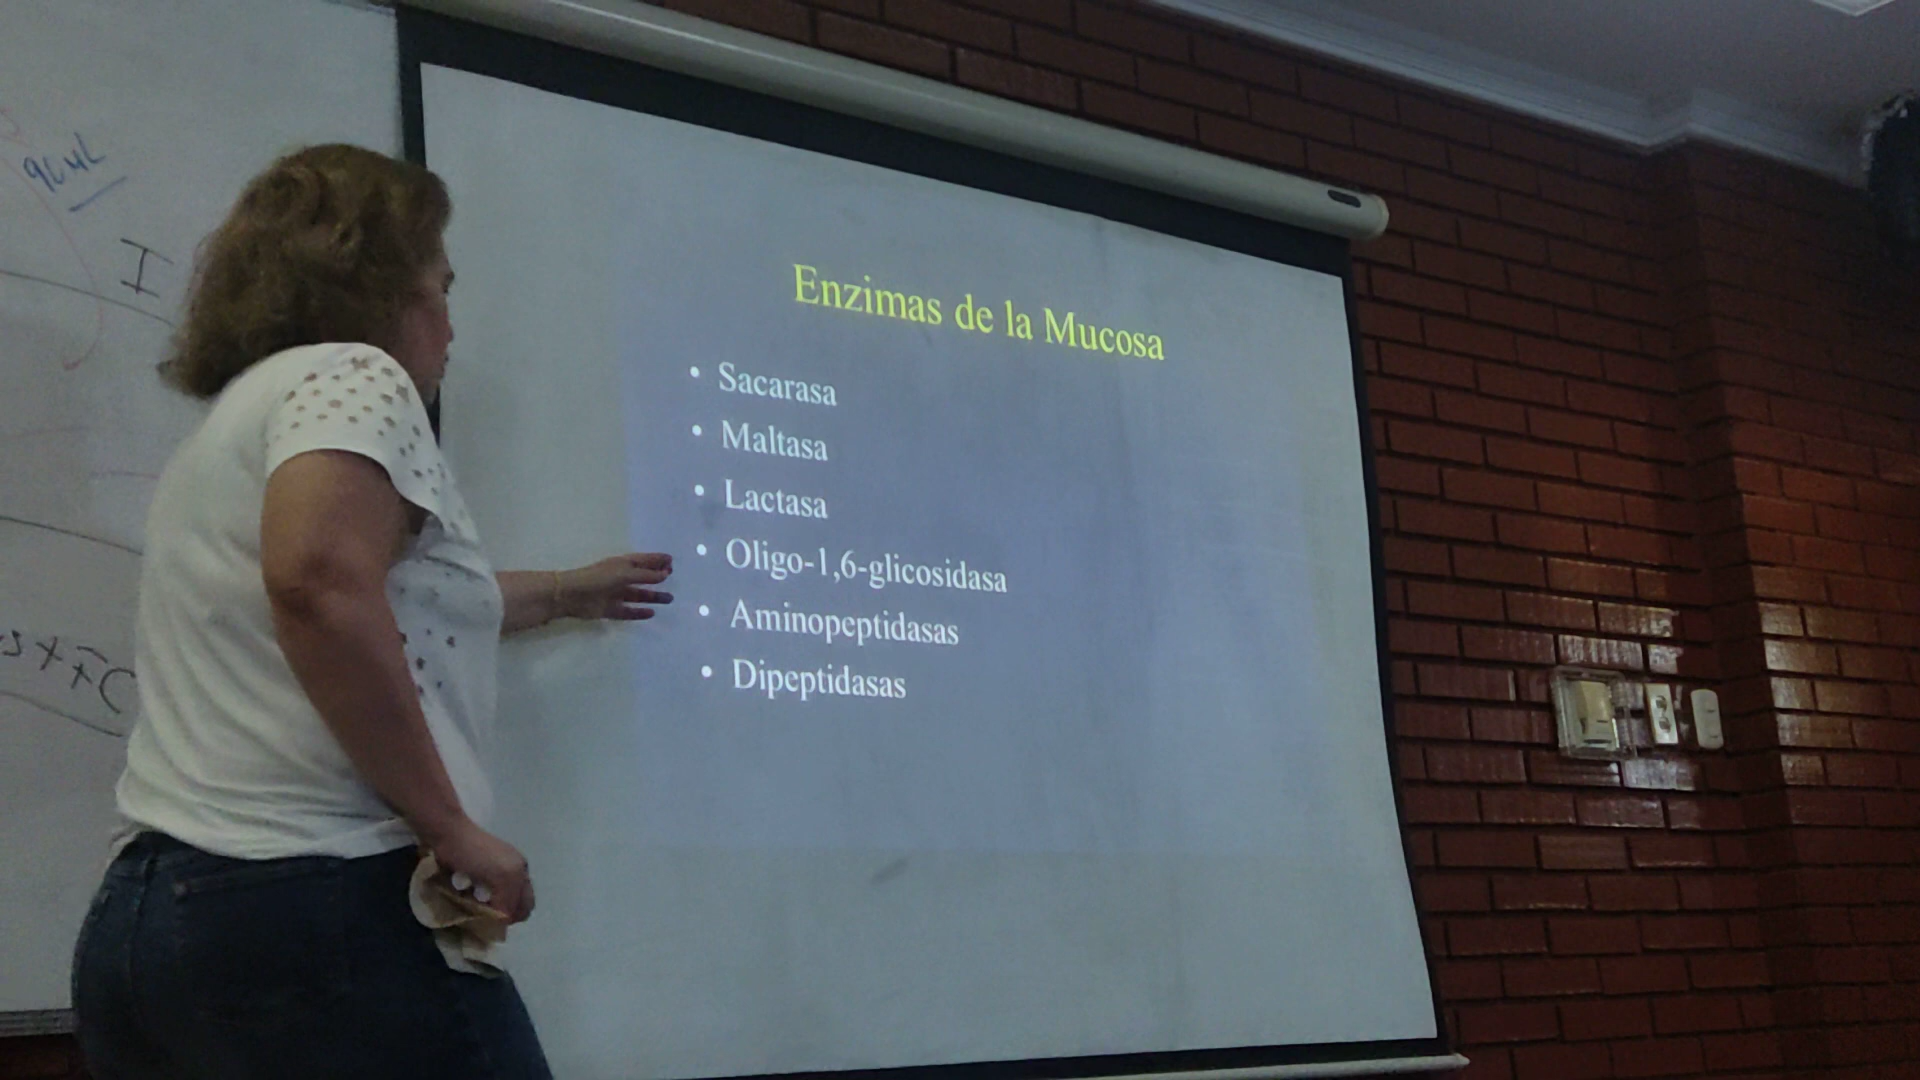 I
Enzimas de la Mucosa
• Sacarasa
• Maltasa
• Lactasa
• Oligo-1,6-glicosidasa
• Aminopeptidasas
• Dipeptidasas